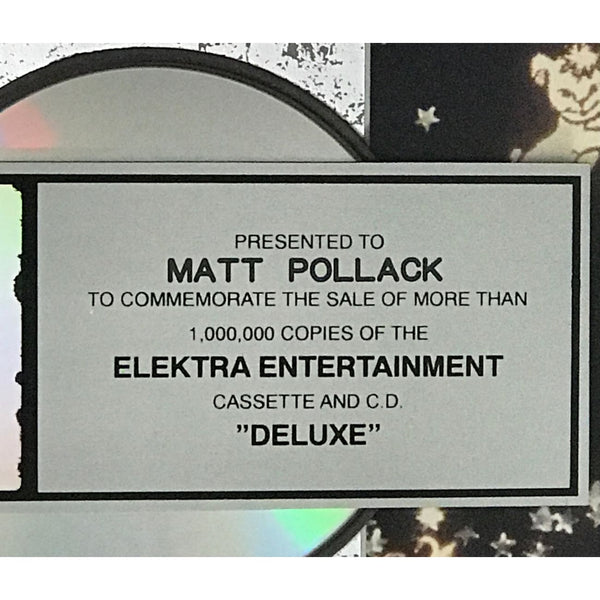 PRESENTED TO
MATT POLLACK
TO COMMEMORATE THE SALE OF MORE THAN
1,000,000 COPIES OF THE
ELEKTRA ENTERTAINMENT
CASSETTE AND C.D.
"DELUXE"